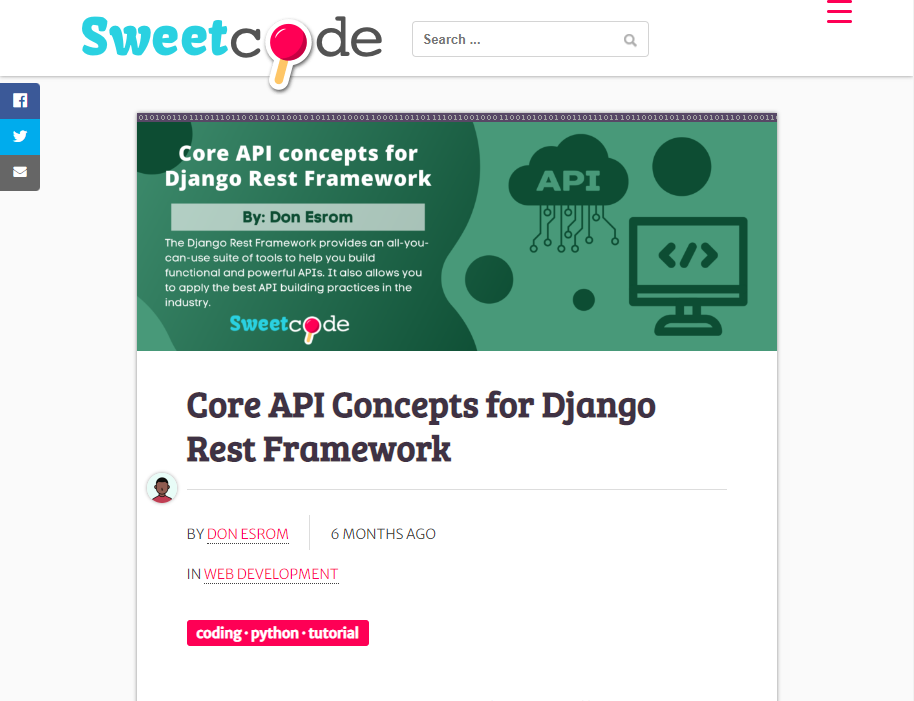 Sweetcode
Search ...
Core API concepts for
Django Rest Framework
By: Don Esrom
The Django Rest Framework provides an all-you-
can-use suite of tools to help you build
functional and powerful APIs. It also allows you
to apply the best API building practices in the
industry.
Sweetcode
API
</>
Core API Concepts for Django
Rest Framework
BY DON ESROM
6 MONTHS AGO
IN WEB DEVELOPMENT
coding · python · tutorial